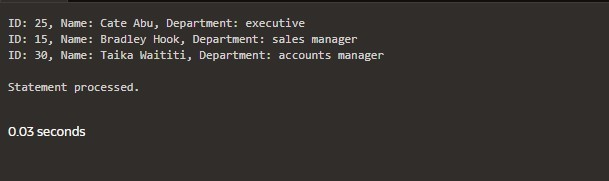 ID: 25, Name: Cate Abu, Department: executive
ID: 15, Name: Bradley Hook, Department: sales manager
ID: 30, Name: Taika Waititi, Department: accounts manager
Statement processed.
0.03 seconds